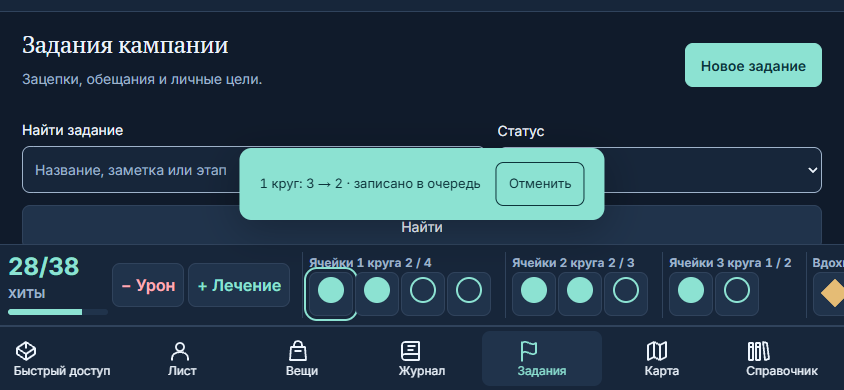 Задания кампании
Зацепки, обещания и личные цели.
Новое задание
Найти задание
Статус
Название, заметка или этап
1 круг: 3 → 2 · записано в очередь
Отменить
Найти
28/38
ХИТЫ
− Урон
+ Лечение
Ячейки 1 круга 2 / 4
Ячейки 2 круга 2 / 3
Ячейки 3 круга 1 / 2
Быстрый доступ
Лист
Вещи
Журнал
Задания
Карта
Справочник